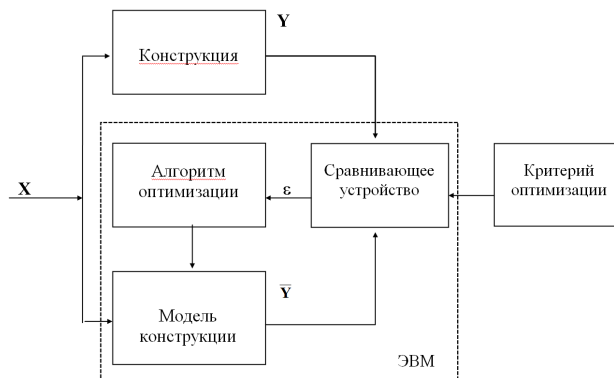 Y
Конструкция
Алгоритм
оптимизации
Сравнивающее
устройство
Критерий
оптимизации
X
ε
Модель
конструкции
Y̅
ЭВМ